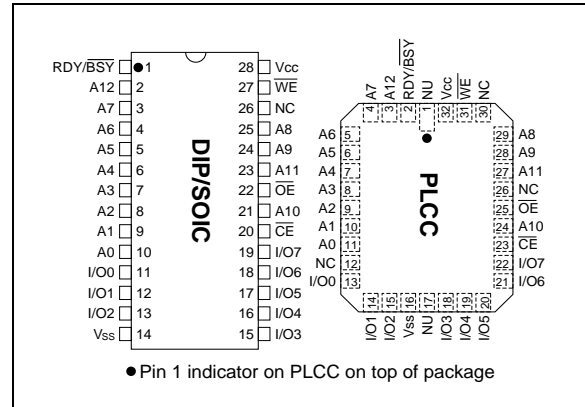 RDY/BSY 1 28 Vcc
A12 2 27 WE
A7 3 26 NC
A6 4 25 A8
A5 5 24 A9
A4 6 23 A11
A3 7 22 OE
A2 8 21 A10
A1 9 20 CE
A0 10 19 I/O7
I/O0 11 18 I/O6
I/O1 12 17 I/O5
I/O2 13 16 I/O4
VSS 14 15 I/O3
DIP/SOIC
A7 A12 RDY/BSY NU Vcc WE NC
4 3 2 1 32 31 30
A6 5 29 A8
A5 6 28 A9
A4 7 27 A11
A3 8 26 NC
A2 9 25 OE
A1 10 24 A10
A0 11 23 CE
NC 12 22 I/O7
I/O0 13 21 I/O6
PLCC
14 15 16 17 18 19 20
I/O1 I/O2 Vss NU I/O3 I/O4 I/O5
● Pin 1 indicator on PLCC on top of package